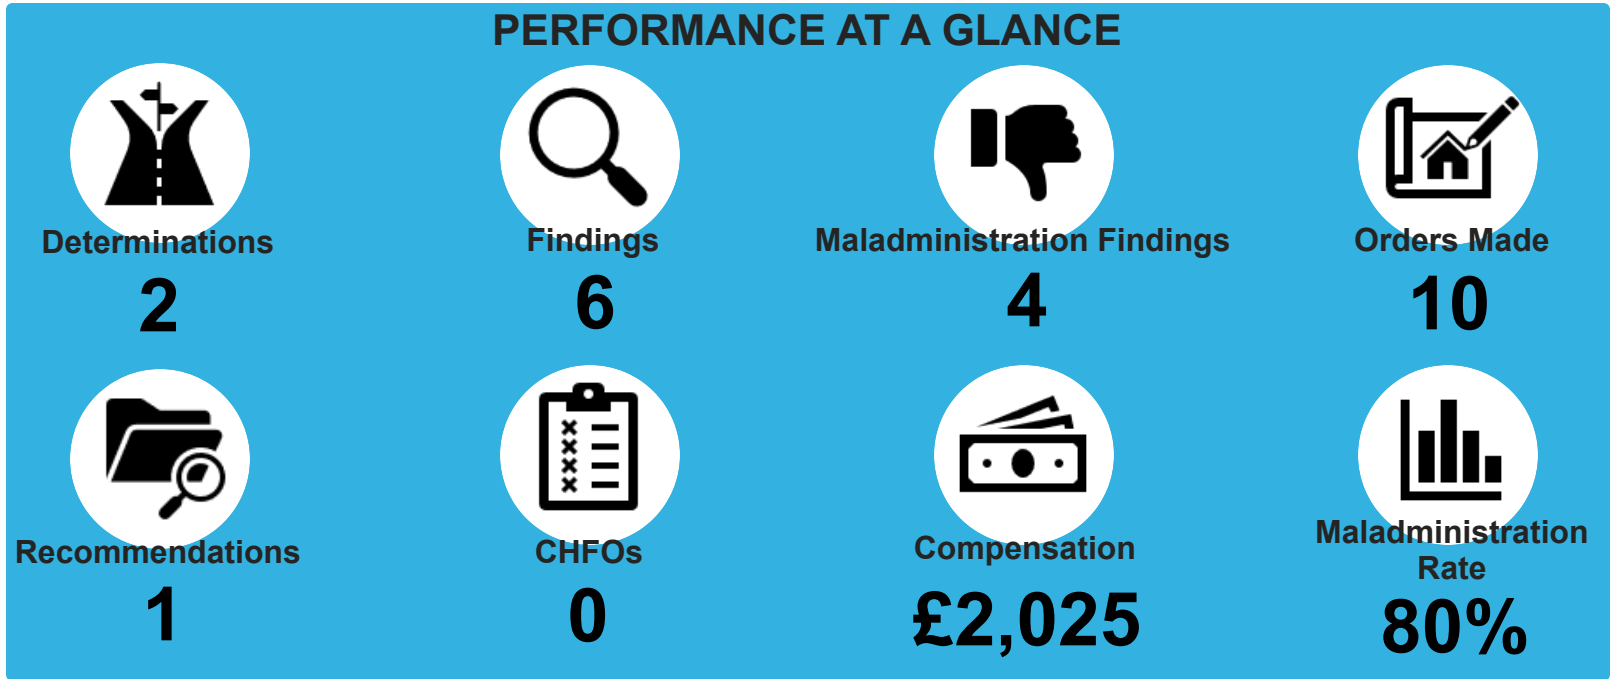 PERFORMANCE AT A GLANCE
Determinations
2
Findings
6
Maladministration Findings
4
Orders Made
10
Recommendations
1
CHFOs
0
Compensation
£2,025
Maladministration
Rate
80%